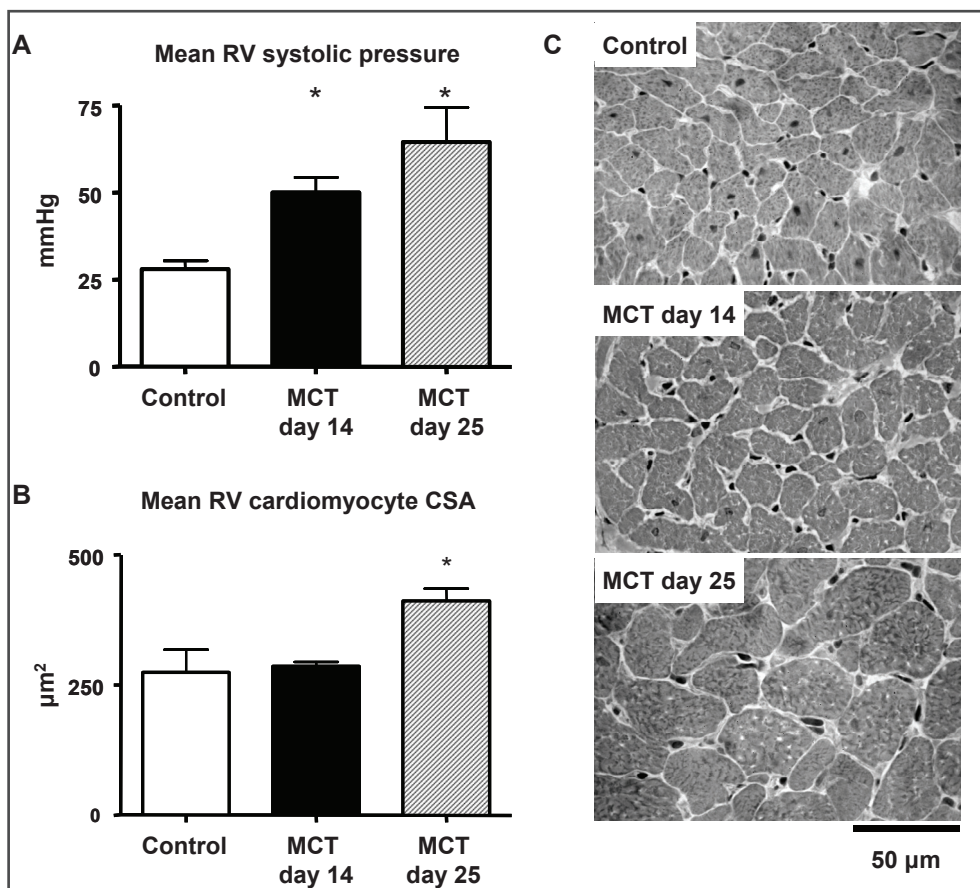 A
Mean RV systolic pressure
* *
75
50
25
0
mmHg
Control
MCT
day 14
MCT
day 25
B
Mean RV cardiomyocyte CSA
*
500
250
0
µm²
Control
MCT
day 14
MCT
day 25
C
Control
MCT day 14
MCT day 25
50 µm